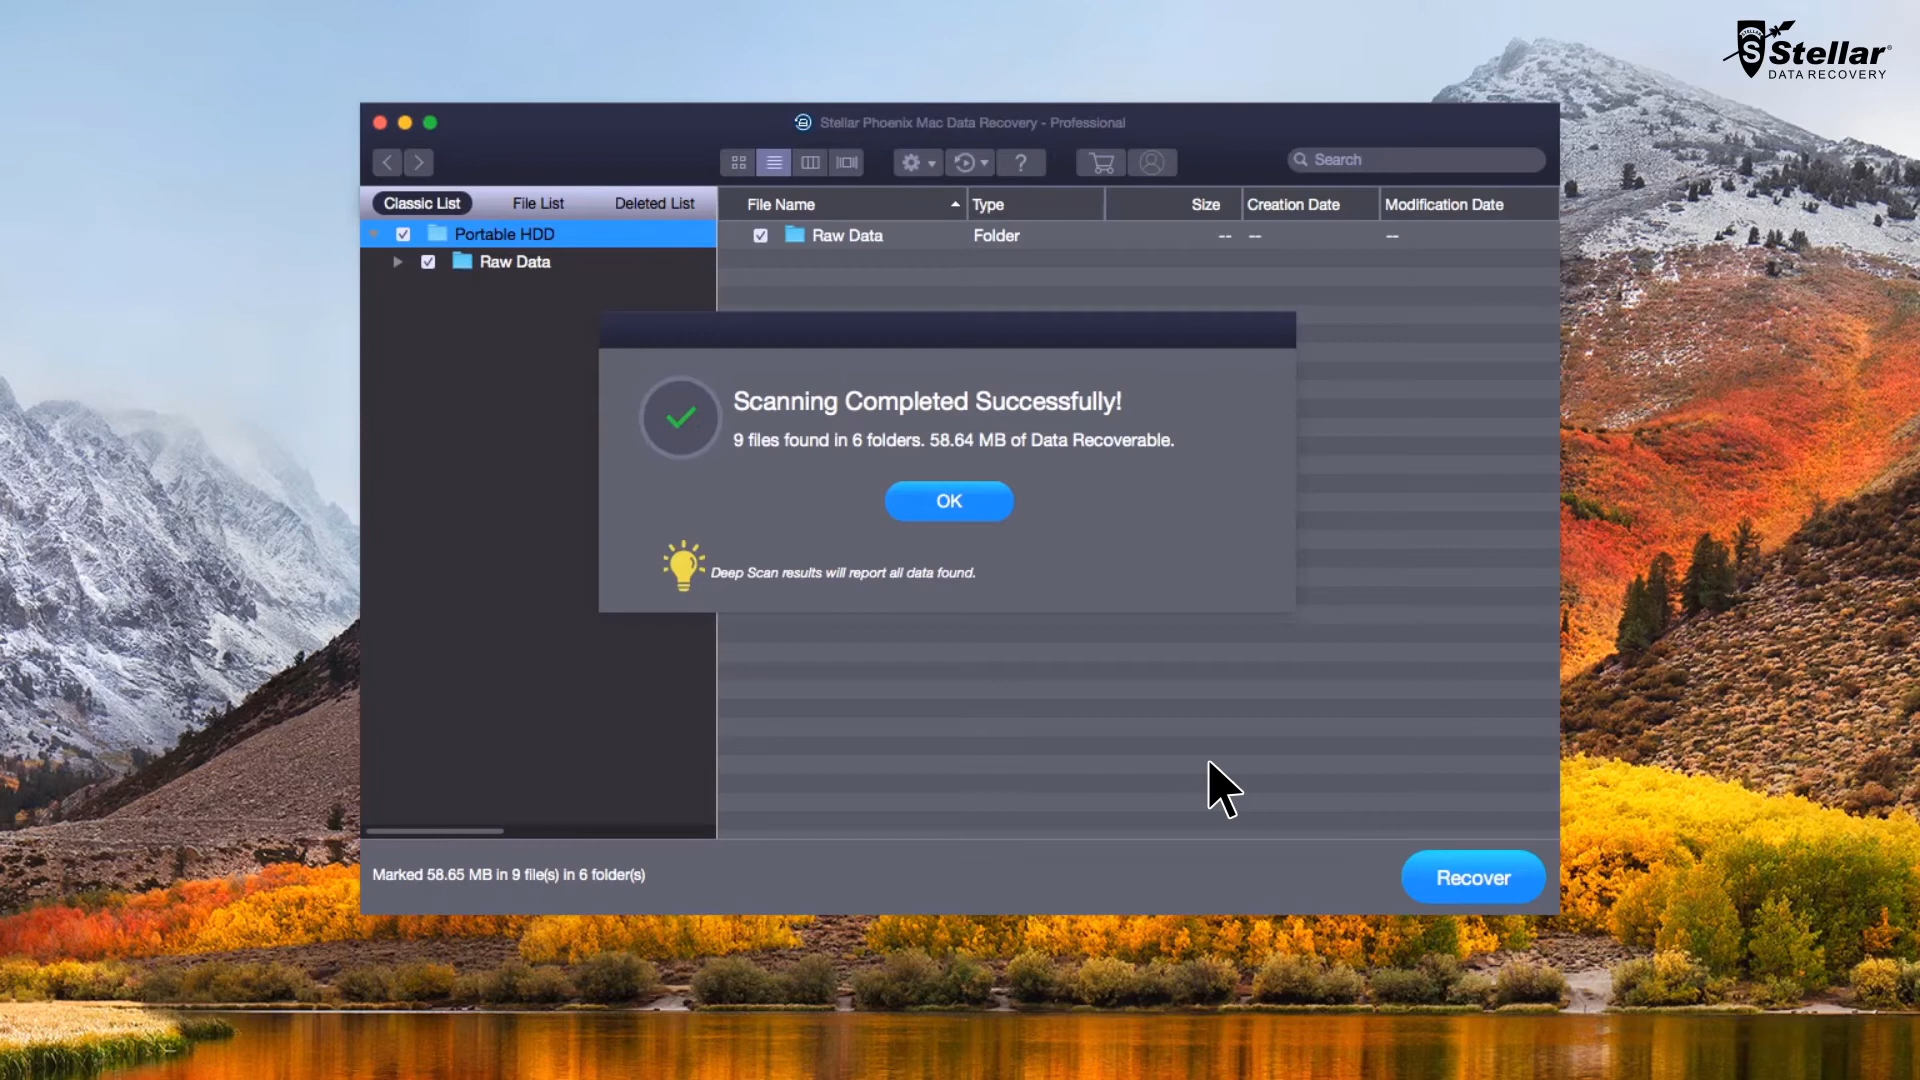 Stellar
DATA RECOVERY
Stellar Phoenix Mac Data Recovery - Professional
?
Search
Classic List File List Deleted List
File Name Type Size Creation Date Modification Date
Portable HDD
Raw Data Folder -- -- --
Raw Data
Scanning Completed Successfully!
9 files found in 6 folders. 58.64 MB of Data Recoverable.
OK
Deep Scan results will report all data found.
Marked 58.65 MB in 9 file(s) in 6 folder(s)
Recover